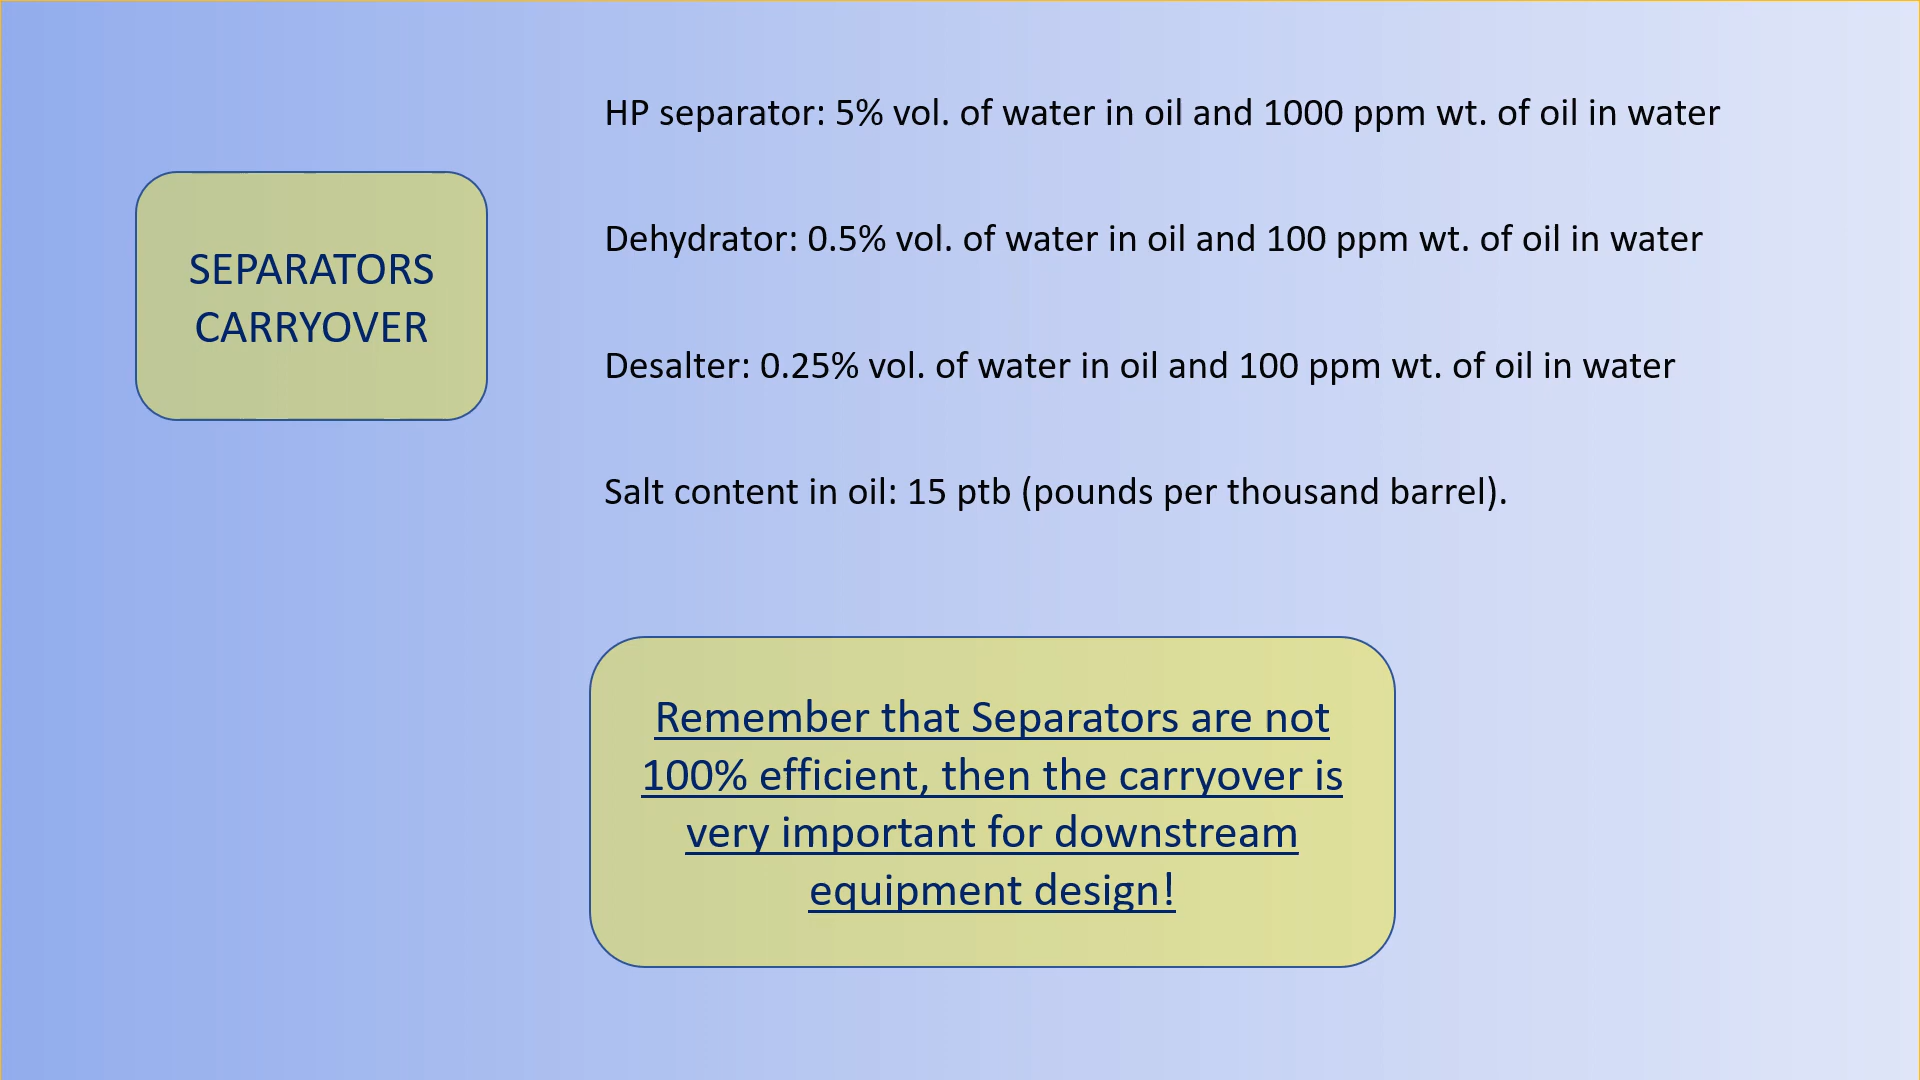 SEPARATORS
CARRYOVER
HP separator: 5% vol. of water in oil and 1000 ppm wt. of oil in water
Dehydrator: 0.5% vol. of water in oil and 100 ppm wt. of oil in water
Desalter: 0.25% vol. of water in oil and 100 ppm wt. of oil in water
Salt content in oil: 15 ptb (pounds per thousand barrel).
Remember that Separators are not
100% efficient, then the carryover is
very important for downstream
equipment design!